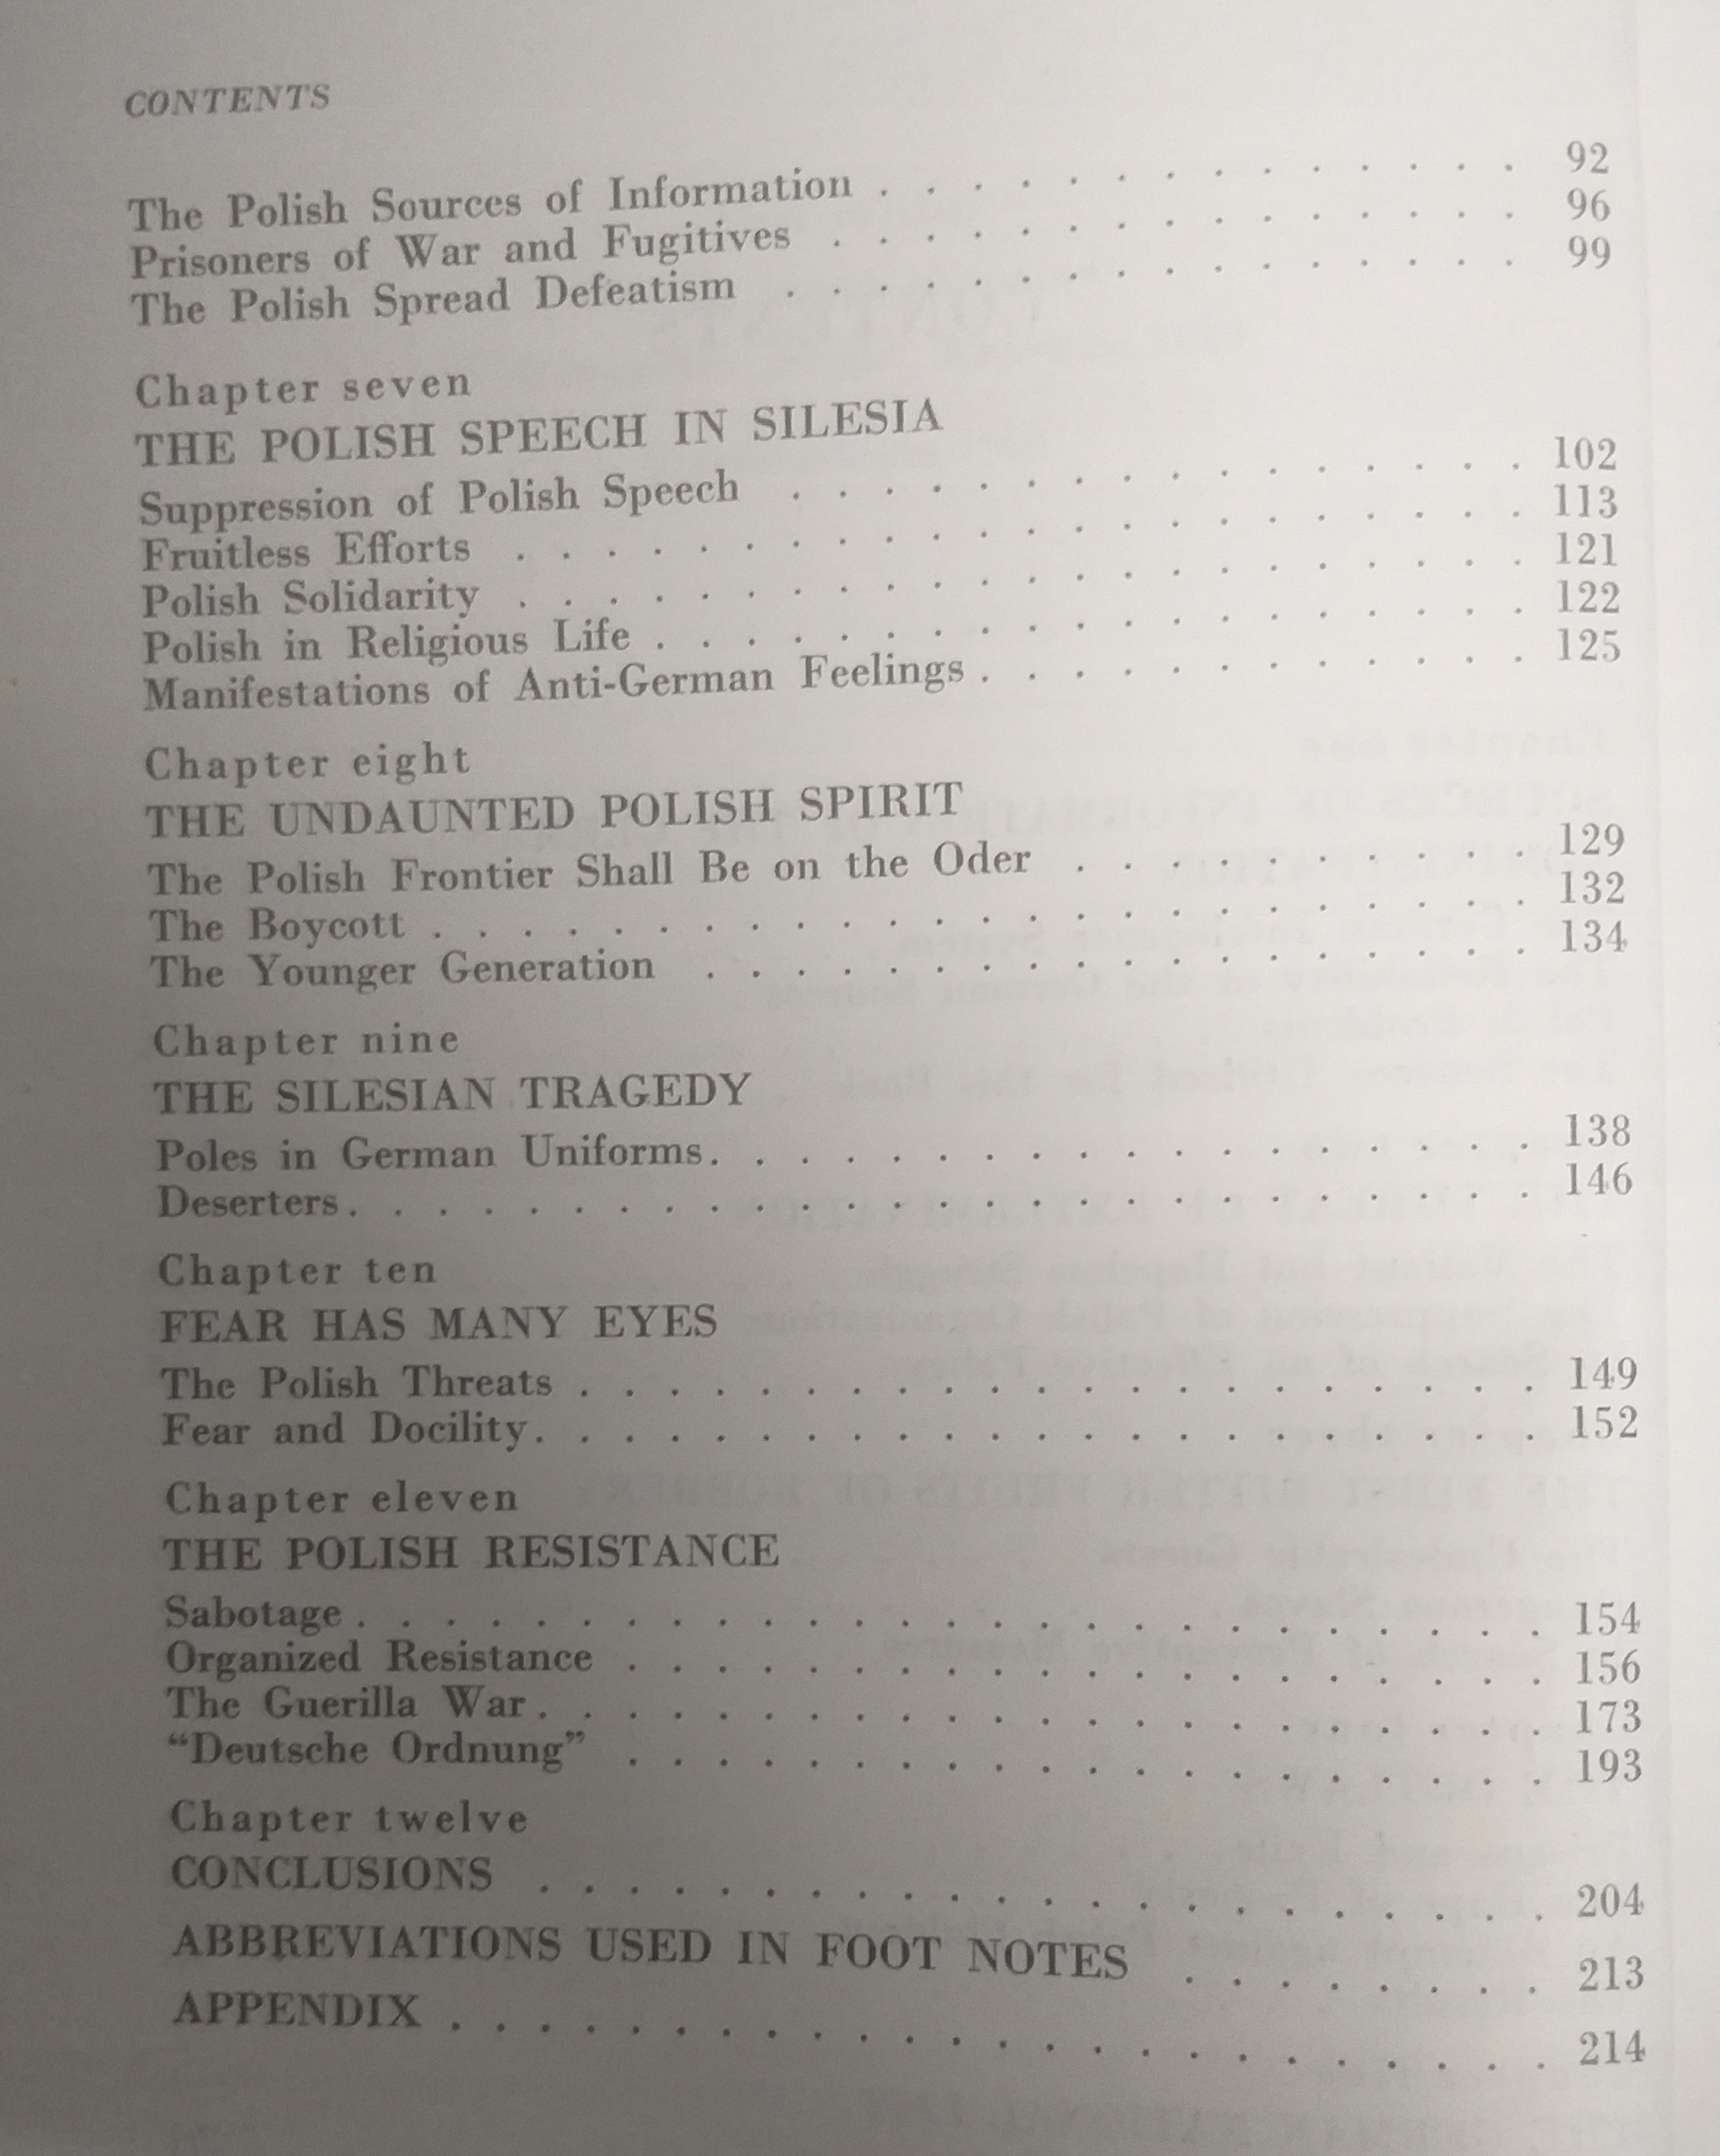 CONTENTS
The Polish Sources of Information . . . . . . . . . . . . . . 92
Prisoners of War and Fugitives . . . . . . . . . . . . . . . 96
The Polish Spread Defeatism . . . . . . . . . . . . . . . . 99
Chapter seven
THE POLISH SPEECH IN SILESIA
Suppression of Polish Speech . . . . . . . . . . . . . . . . 102
Fruitless Efforts . . . . . . . . . . . . . . . . . . . . . . 113
Polish Solidarity . . . . . . . . . . . . . . . . . . . . . . 121
Polish in Religious Life . . . . . . . . . . . . . . . . . . . 122
Manifestations of Anti-German Feelings . . . . . . . . . . . . 125
Chapter eight
THE UNDAUNTED POLISH SPIRIT
The Polish Frontier Shall Be on the Oder . . . . . . . . . . 129
The Boycott . . . . . . . . . . . . . . . . . . . . . . . . 132
The Younger Generation . . . . . . . . . . . . . . . . . . 134
Chapter nine
THE SILESIAN TRAGEDY
Poles in German Uniforms. . . . . . . . . . . . . . . . . . 138
Deserters. . . . . . . . . . . . . . . . . . . . . . . . . . 146
Chapter ten
FEAR HAS MANY EYES
The Polish Threats . . . . . . . . . . . . . . . . . . . . . 149
Fear and Docility. . . . . . . . . . . . . . . . . . . . . . 152
Chapter eleven
THE POLISH RESISTANCE
Sabotage . . . . . . . . . . . . . . . . . . . . . . . . . . 154
Organized Resistance . . . . . . . . . . . . . . . . . . . . 156
The Guerilla War . . . . . . . . . . . . . . . . . . . . . . 173
“Deutsche Ordnung” . . . . . . . . . . . . . . . . . . . . 193
Chapter twelve
CONCLUSIONS . . . . . . . . . . . . . . . . . . . . . . 204
ABBREVIATIONS USED IN FOOT NOTES . . . . . . . . 213
APPENDIX . . . . . . . . . . . . . . . . . . . . . . . . 214